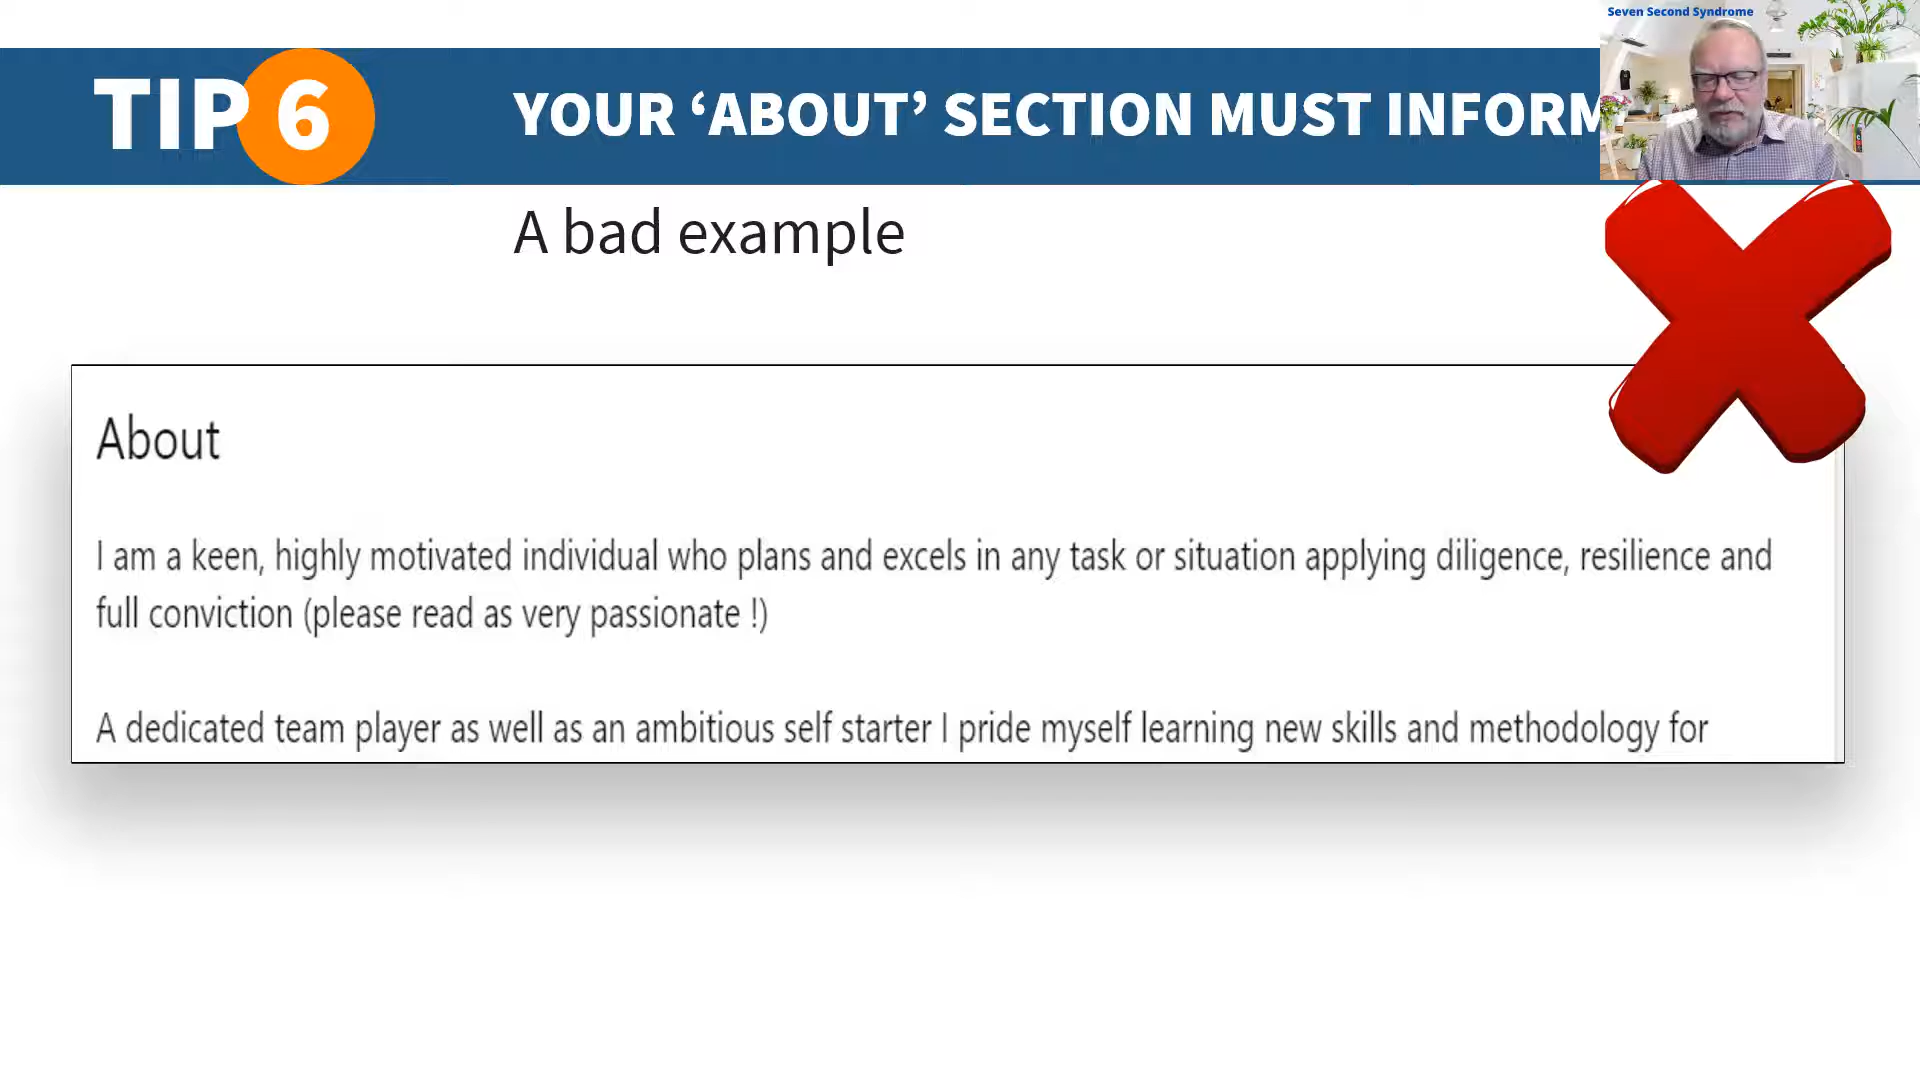 Seven Second Syndrome
TIP 6
YOUR ‘ABOUT’ SECTION MUST INFORM
A bad example
About
I am a keen, highly motivated individual who plans and excels in any task or situation applying diligence, resilience and
full conviction (please read as very passionate !)
A dedicated team player as well as an ambitious self starter I pride myself learning new skills and methodology for